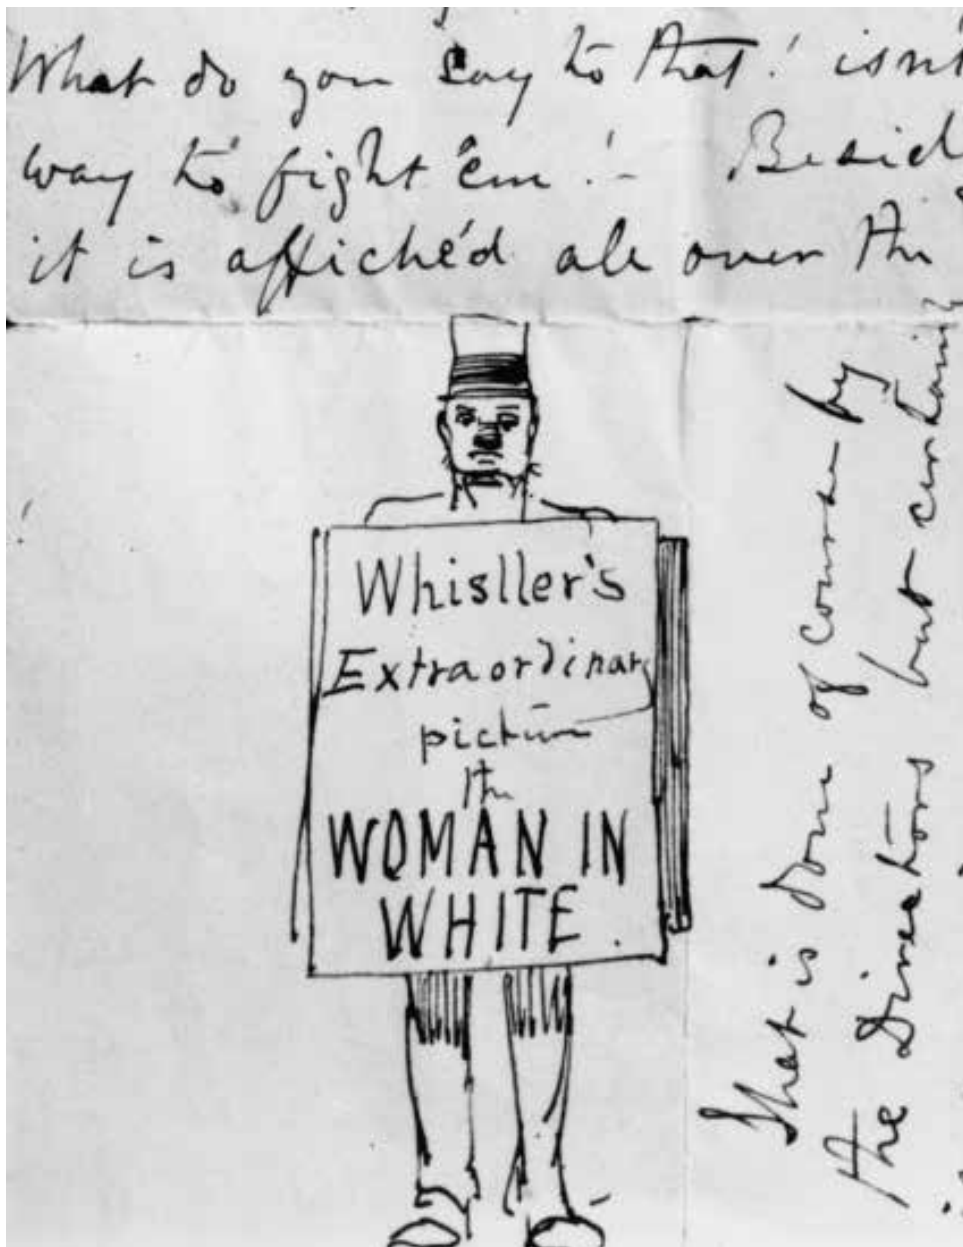 What do you say to that! isn't
way to fight 'em! - Besid
it is affiché'd all over the
Whisller's
Extraordinary
picture
the
WOMAN IN
WHITE.
That is done of course by
the Directors but certainly